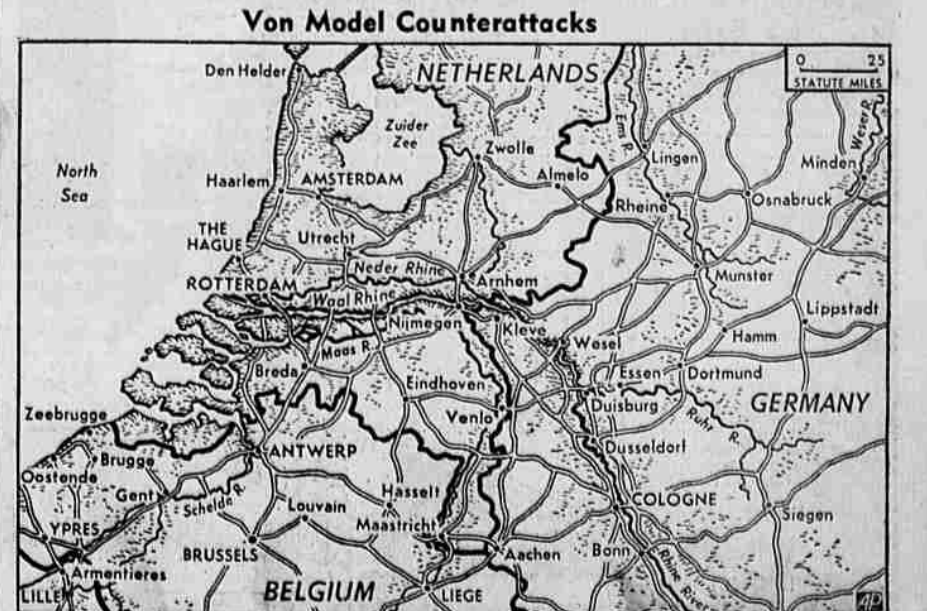 Von Model Counterattacks
0 25
STATUTE MILES
Den Helder
NETHERLANDS
Zuider
Zee
Ems R.
Weser R.
North
Sea
Zwolle
Lingen
Minden
Haarlem
AMSTERDAM
Almelo
Rheine
Osnabruck
THE
HAGUE
Utrecht
Neder Rhine
Arnhem
Munster
ROTTERDAM
Waal Rhine
Lippstadt
Nijmegen
Kleve
Hamm
Maas R.
Wesel
Breda
Eindhoven
Essen
Dortmund
Zeebrugge
Venlo
Duisburg
Ruhr R.
GERMANY
Brugge
ANTWERP
Dusseldorf
Oostende
Gent
Schelde R.
Hasselt
COLOGNE
Louvain
Siegen
YPRES
Maastricht
BRUSSELS
Aachen
Bonn
Rhine
River
Armentieres
BELGIUM
LILLE
LIEGE
AP